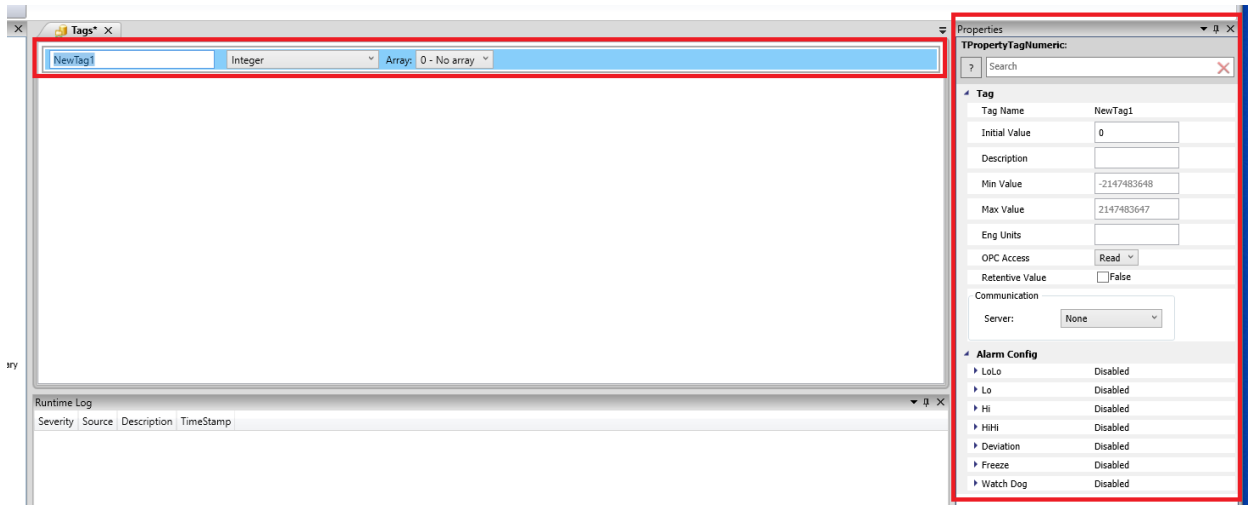 Tags*
NewTag1 Integer Array: 0 - No array
ary
Runtime Log
Severity Source Description TimeStamp
Properties
TPropertyTagNumeric:
? Search
Tag
Tag Name NewTag1
Initial Value 0
Description
Min Value -2147483648
Max Value 2147483647
Eng Units
OPC Access Read
Retentive Value False
Communication
Server: None
Alarm Config
LoLo Disabled
Lo Disabled
Hi Disabled
HiHi Disabled
Deviation Disabled
Freeze Disabled
Watch Dog Disabled